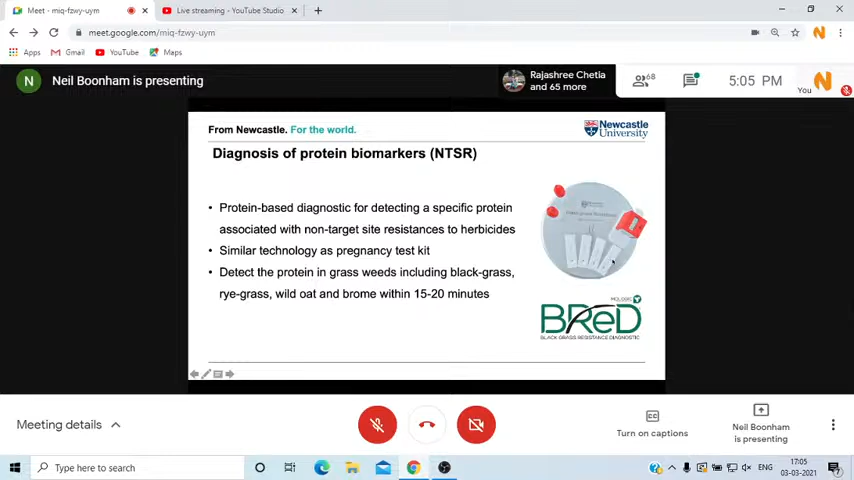 Meet - miq-fzwy-uym
Live streaming - YouTube Studio
meet.google.com/miq-fzwy-uym
Apps
Gmail
YouTube
Maps
N
Neil Boonham is presenting
Rajashree Chetia
and 65 more
68
5:05 PM
You
From Newcastle. For the world.
Newcastle
University
Diagnosis of protein biomarkers (NTSR)
• Protein-based diagnostic for detecting a specific protein
associated with non-target site resistances to herbicides
• Similar technology as pregnancy test kit
• Detect the protein in grass weeds including black-grass,
rye-grass, wild oat and brome within 15-20 minutes
MOLOGIC
BReD
BLACK GRASS RESISTANCE DIAGNOSTIC
Meeting details
Turn on captions
Neil Boonham
is presenting
Type here to search
ENG
17:05
03-03-2021